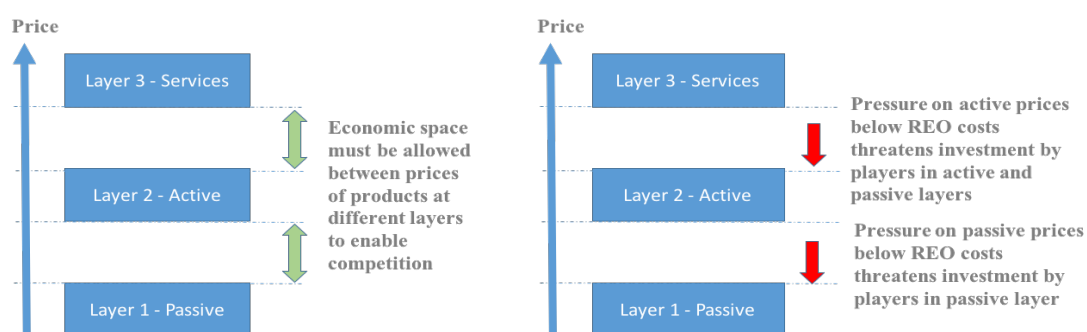 Price
Layer 3 - Services
Economic space
must be allowed
between prices
of products at
different layers
to enable
competition
Layer 2 - Active
Layer 1 - Passive
Price
Layer 3 - Services
Pressure on active prices
below REO costs
threatens investment by
players in active and
passive layers
Layer 2 - Active
Pressure on passive prices
below REO costs
threatens investment by
players in passive layer
Layer 1 - Passive